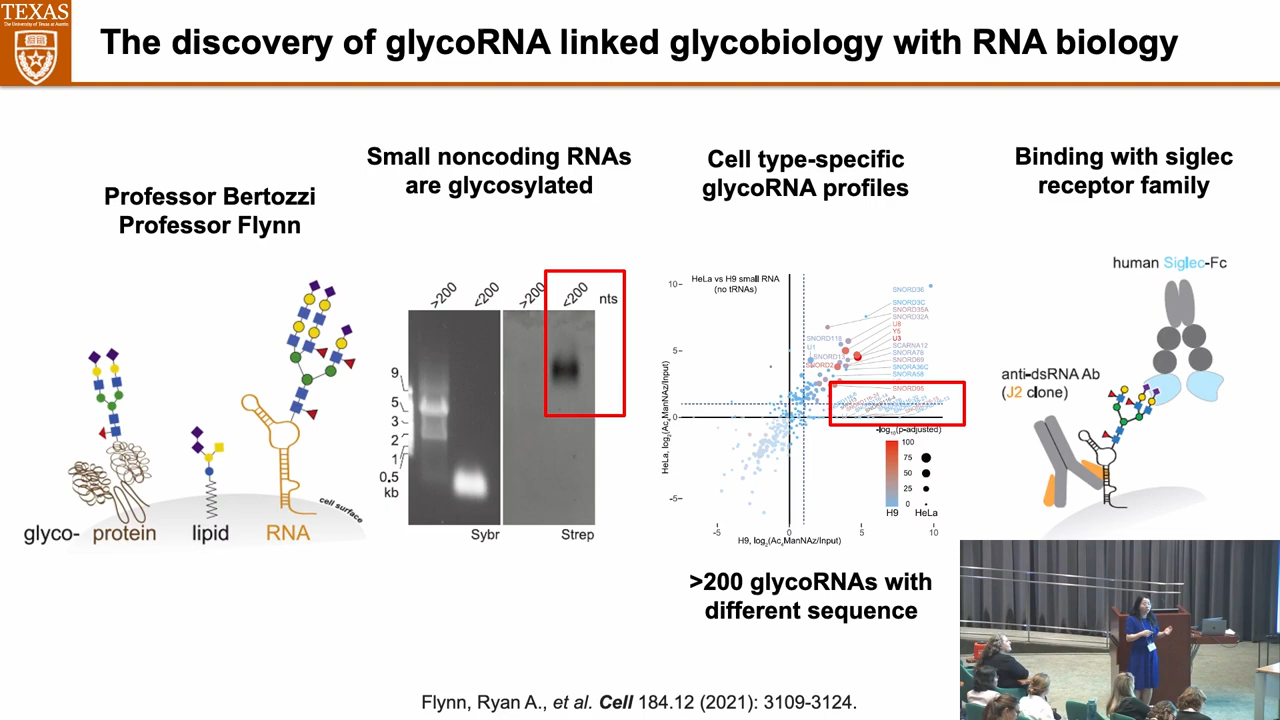 TEXAS
The University of Texas at Austin
The discovery of glycoRNA linked glycobiology with RNA biology
Professor Bertozzi
Professor Flynn
glyco- protein
lipid
RNA
cell surface
Small noncoding RNAs
are glycosylated
>200
<200
>200
<200
nts
9
5
3
2
1
0.5
kb
Sybr
Strep
Cell type-specific
glycoRNA profiles
HeLa vs H9 small RNA
(no tRNAs)
HeLa, log2(Ac4ManNAz/Input)
10
5
0
-5
SNORD36
SNORD3C
SNORD35A
SNORD32A
U8
Y5
U3
SCARNA12
SNORA78
SNORD69
SNORA36C
SNORA58
SNORD95
SNORD118
U1
-log10(p-adjusted)
100
75
50
25
0
H9
HeLa
-5
0
5
10
H9, log2(Ac4ManNAz/Input)
>200 glycoRNAs with
different sequence
Binding with siglec
receptor family
human Siglec-Fc
anti-dsRNA Ab
(J2 clone)
Flynn, Ryan A., et al. Cell 184.12 (2021): 3109-3124.